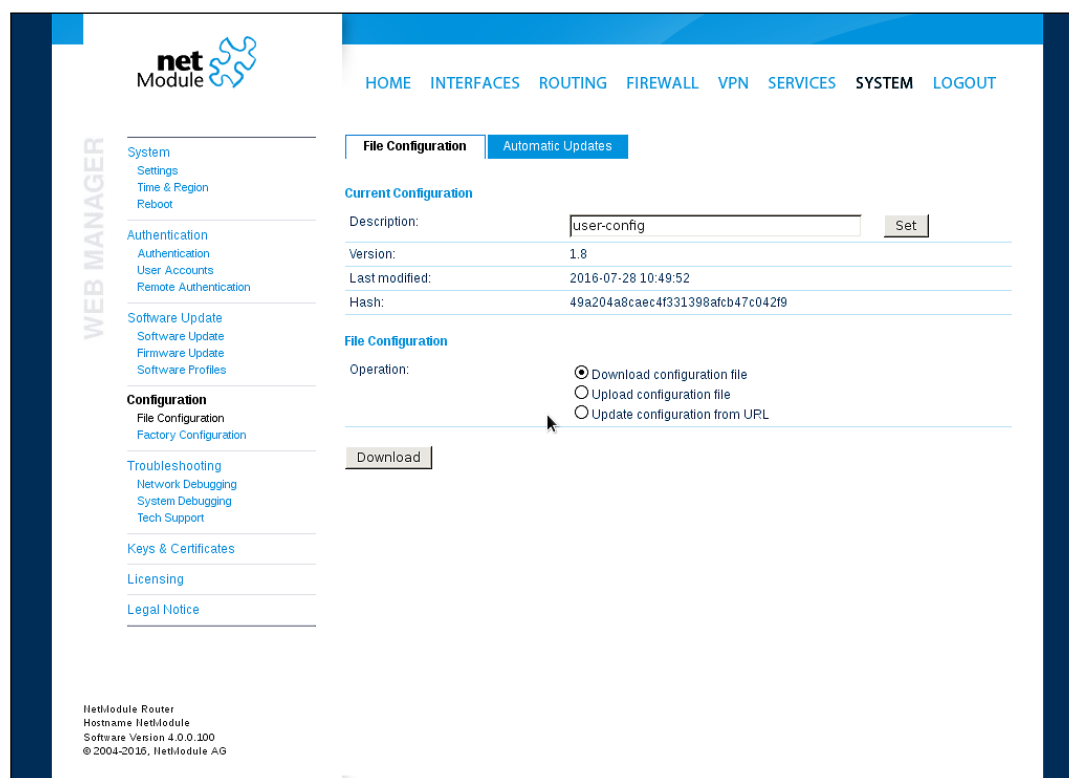 net
Module
HOME INTERFACES ROUTING FIREWALL VPN SERVICES SYSTEM LOGOUT
WEB MANAGER
System
Settings
Time & Region
Reboot
Authentication
Authentication
User Accounts
Remote Authentication
Software Update
Software Update
Firmware Update
Software Profiles
Configuration
File Configuration
Factory Configuration
Troubleshooting
Network Debugging
System Debugging
Tech Support
Keys & Certificates
Licensing
Legal Notice
File Configuration Automatic Updates
Current Configuration
Description: user-config Set
Version: 1.8
Last modified: 2016-07-28 10:49:52
Hash: 49a204a8caec4f331398afcb47c042f9
File Configuration
Operation: Download configuration file
Upload configuration file
Update configuration from URL
Download
NetModule Router
Hostname NetModule
Software Version 4.0.0.100
© 2004-2016, NetModule AG